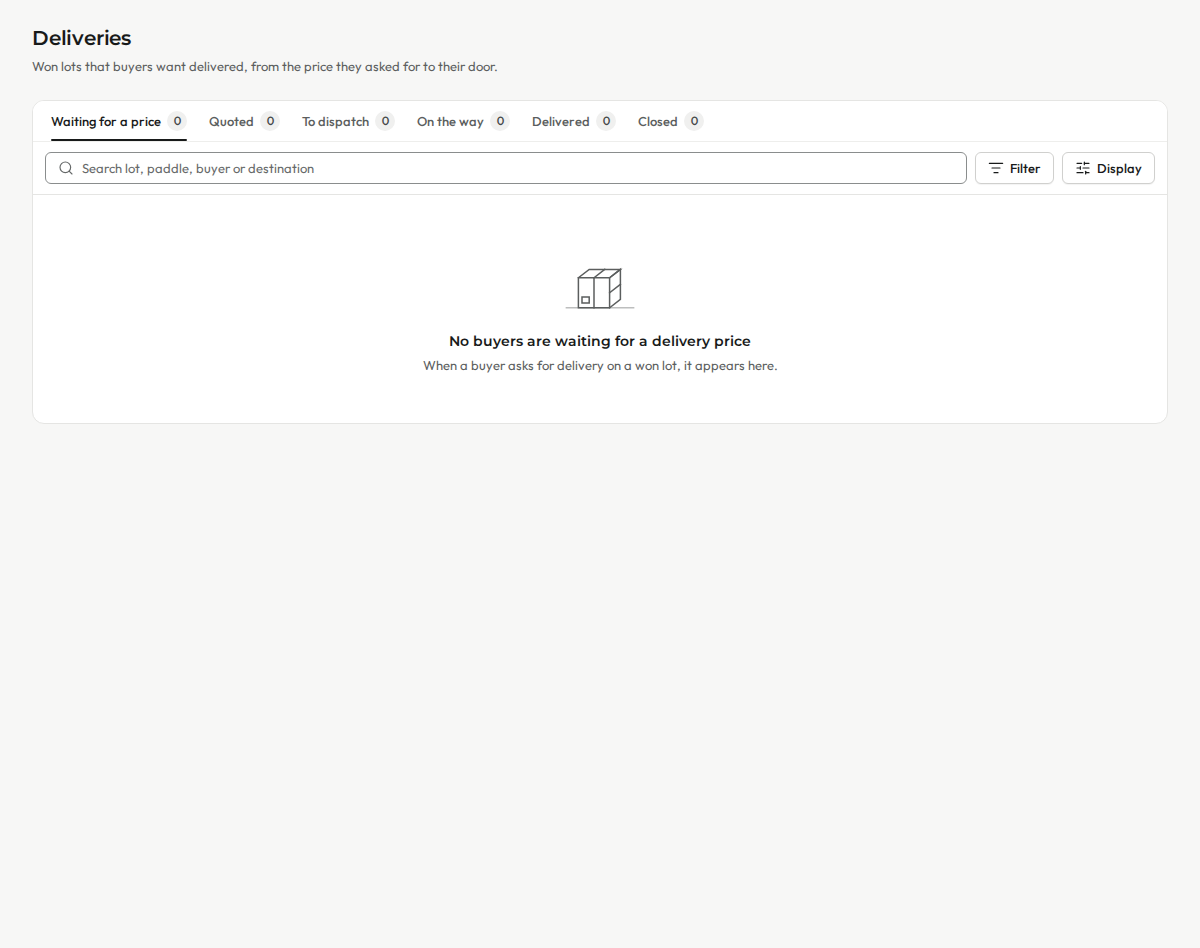 Deliveries
Won lots that buyers want delivered, from the price they asked for to their door.
Waiting for a price 0 Quoted 0 To dispatch 0 On the way 0 Delivered 0 Closed 0
Search lot, paddle, buyer or destination Filter Display
No buyers are waiting for a delivery price
When a buyer asks for delivery on a won lot, it appears here.